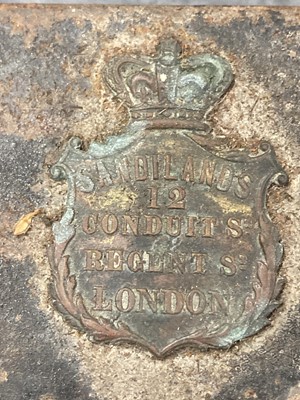 SANDILANDS
12
CONDUIT ST
REGENT ST
LONDON